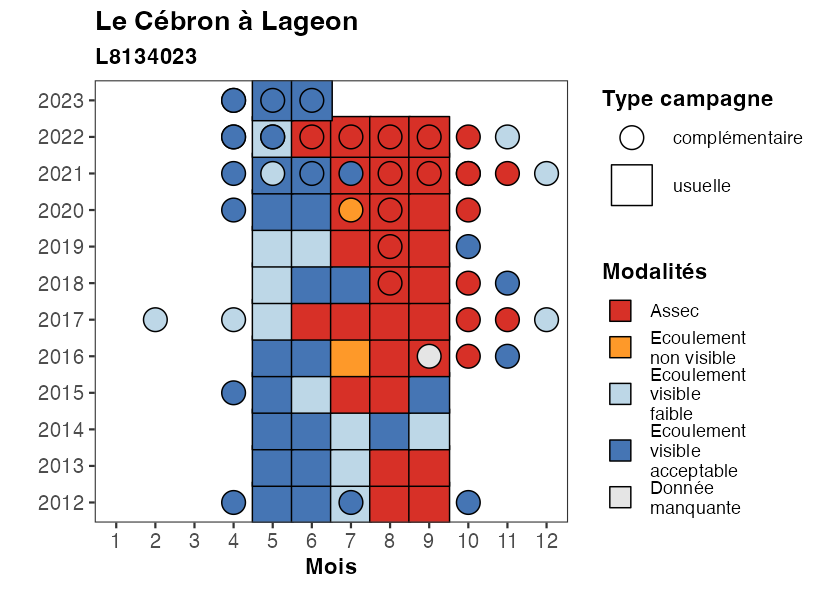 Le Cébron à Lageon
L8134023
2023
2022
2021
2020
2019
2018
2017
2016
2015
2014
2013
2012
1 2 3 4 5 6 7 8 9 10 11 12
Mois
Type campagne
complémentaire
usuelle
Modalités
Assec
Ecoulement
non visible
Ecoulement
visible
faible
Ecoulement
visible
acceptable
Donnée
manquante